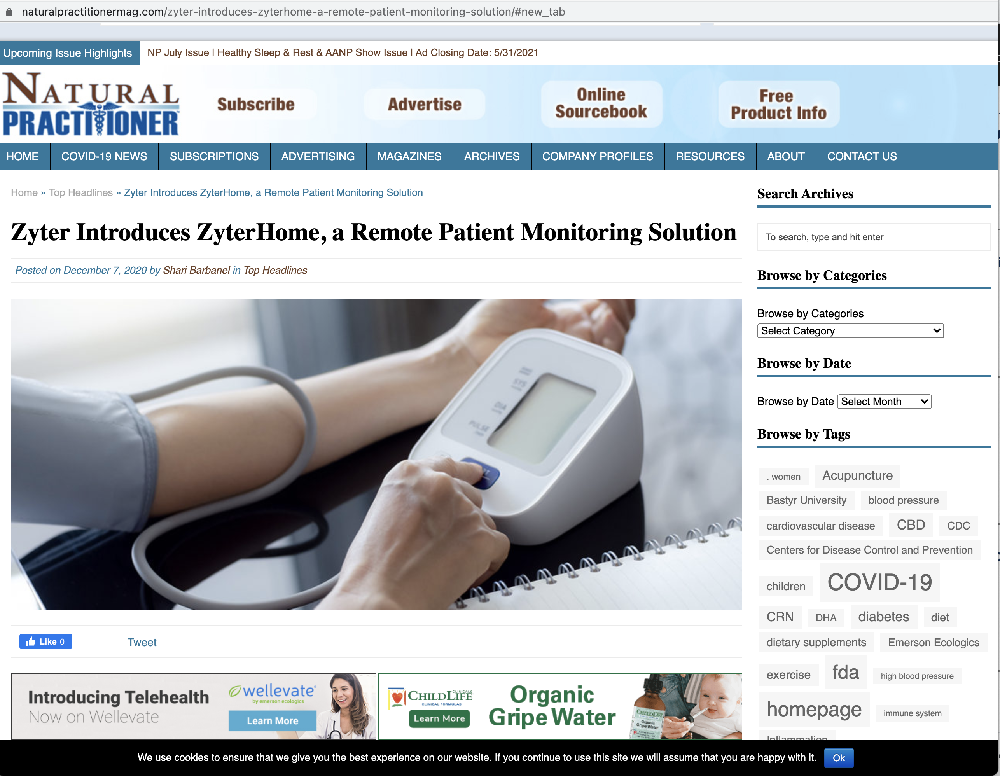 naturalpractitionermag.com/zyter-introduces-zyterhome-a-remote-patient-monitoring-solution/#new_tab
Upcoming Issue Highlights
NP July Issue | Healthy Sleep & Rest & AANP Show Issue | Ad Closing Date: 5/31/2021
NATURAL
PRACTITIONER
Subscribe
Advertise
Online
Sourcebook
Free
Product Info
HOME
COVID-19 NEWS
SUBSCRIPTIONS
ADVERTISING
MAGAZINES
ARCHIVES
COMPANY PROFILES
RESOURCES
ABOUT
CONTACT US
Home » Top Headlines » Zyter Introduces ZyterHome, a Remote Patient Monitoring Solution
Zyter Introduces ZyterHome, a Remote Patient Monitoring Solution
Posted on December 7, 2020 by Shari Barbanel in Top Headlines
SYS
DIA
PULSE
Like 0
Tweet
Introducing Telehealth
Now on Wellevate
wellevate
by emerson ecologics
Learn More
CHILDLIFE
CLINICALS
CLINICAL FORMULAS
Learn More
Organic
Gripe Water
CHILDLIFE
Organic
Gripe Water
Search Archives
To search, type and hit enter
Browse by Categories
Browse by Categories
Select Category
Browse by Date
Browse by Date Select Month
Browse by Tags
. women Acupuncture
Bastyr University blood pressure
cardiovascular disease CBD CDC
Centers for Disease Control and Prevention
children COVID-19
CRN DHA diabetes diet
dietary supplements Emerson Ecologics
exercise fda high blood pressure
homepage immune system
Inflammation
We use cookies to ensure that we give you the best experience on our website. If you continue to use this site we will assume that you are happy with it.
Ok